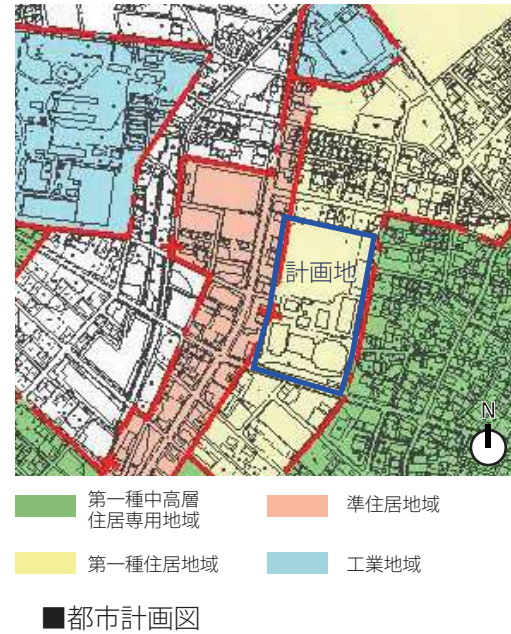 計画地
N
第一種中高層
住居専用地域
準住居地域
第一種住居地域
工業地域
■都市計画図